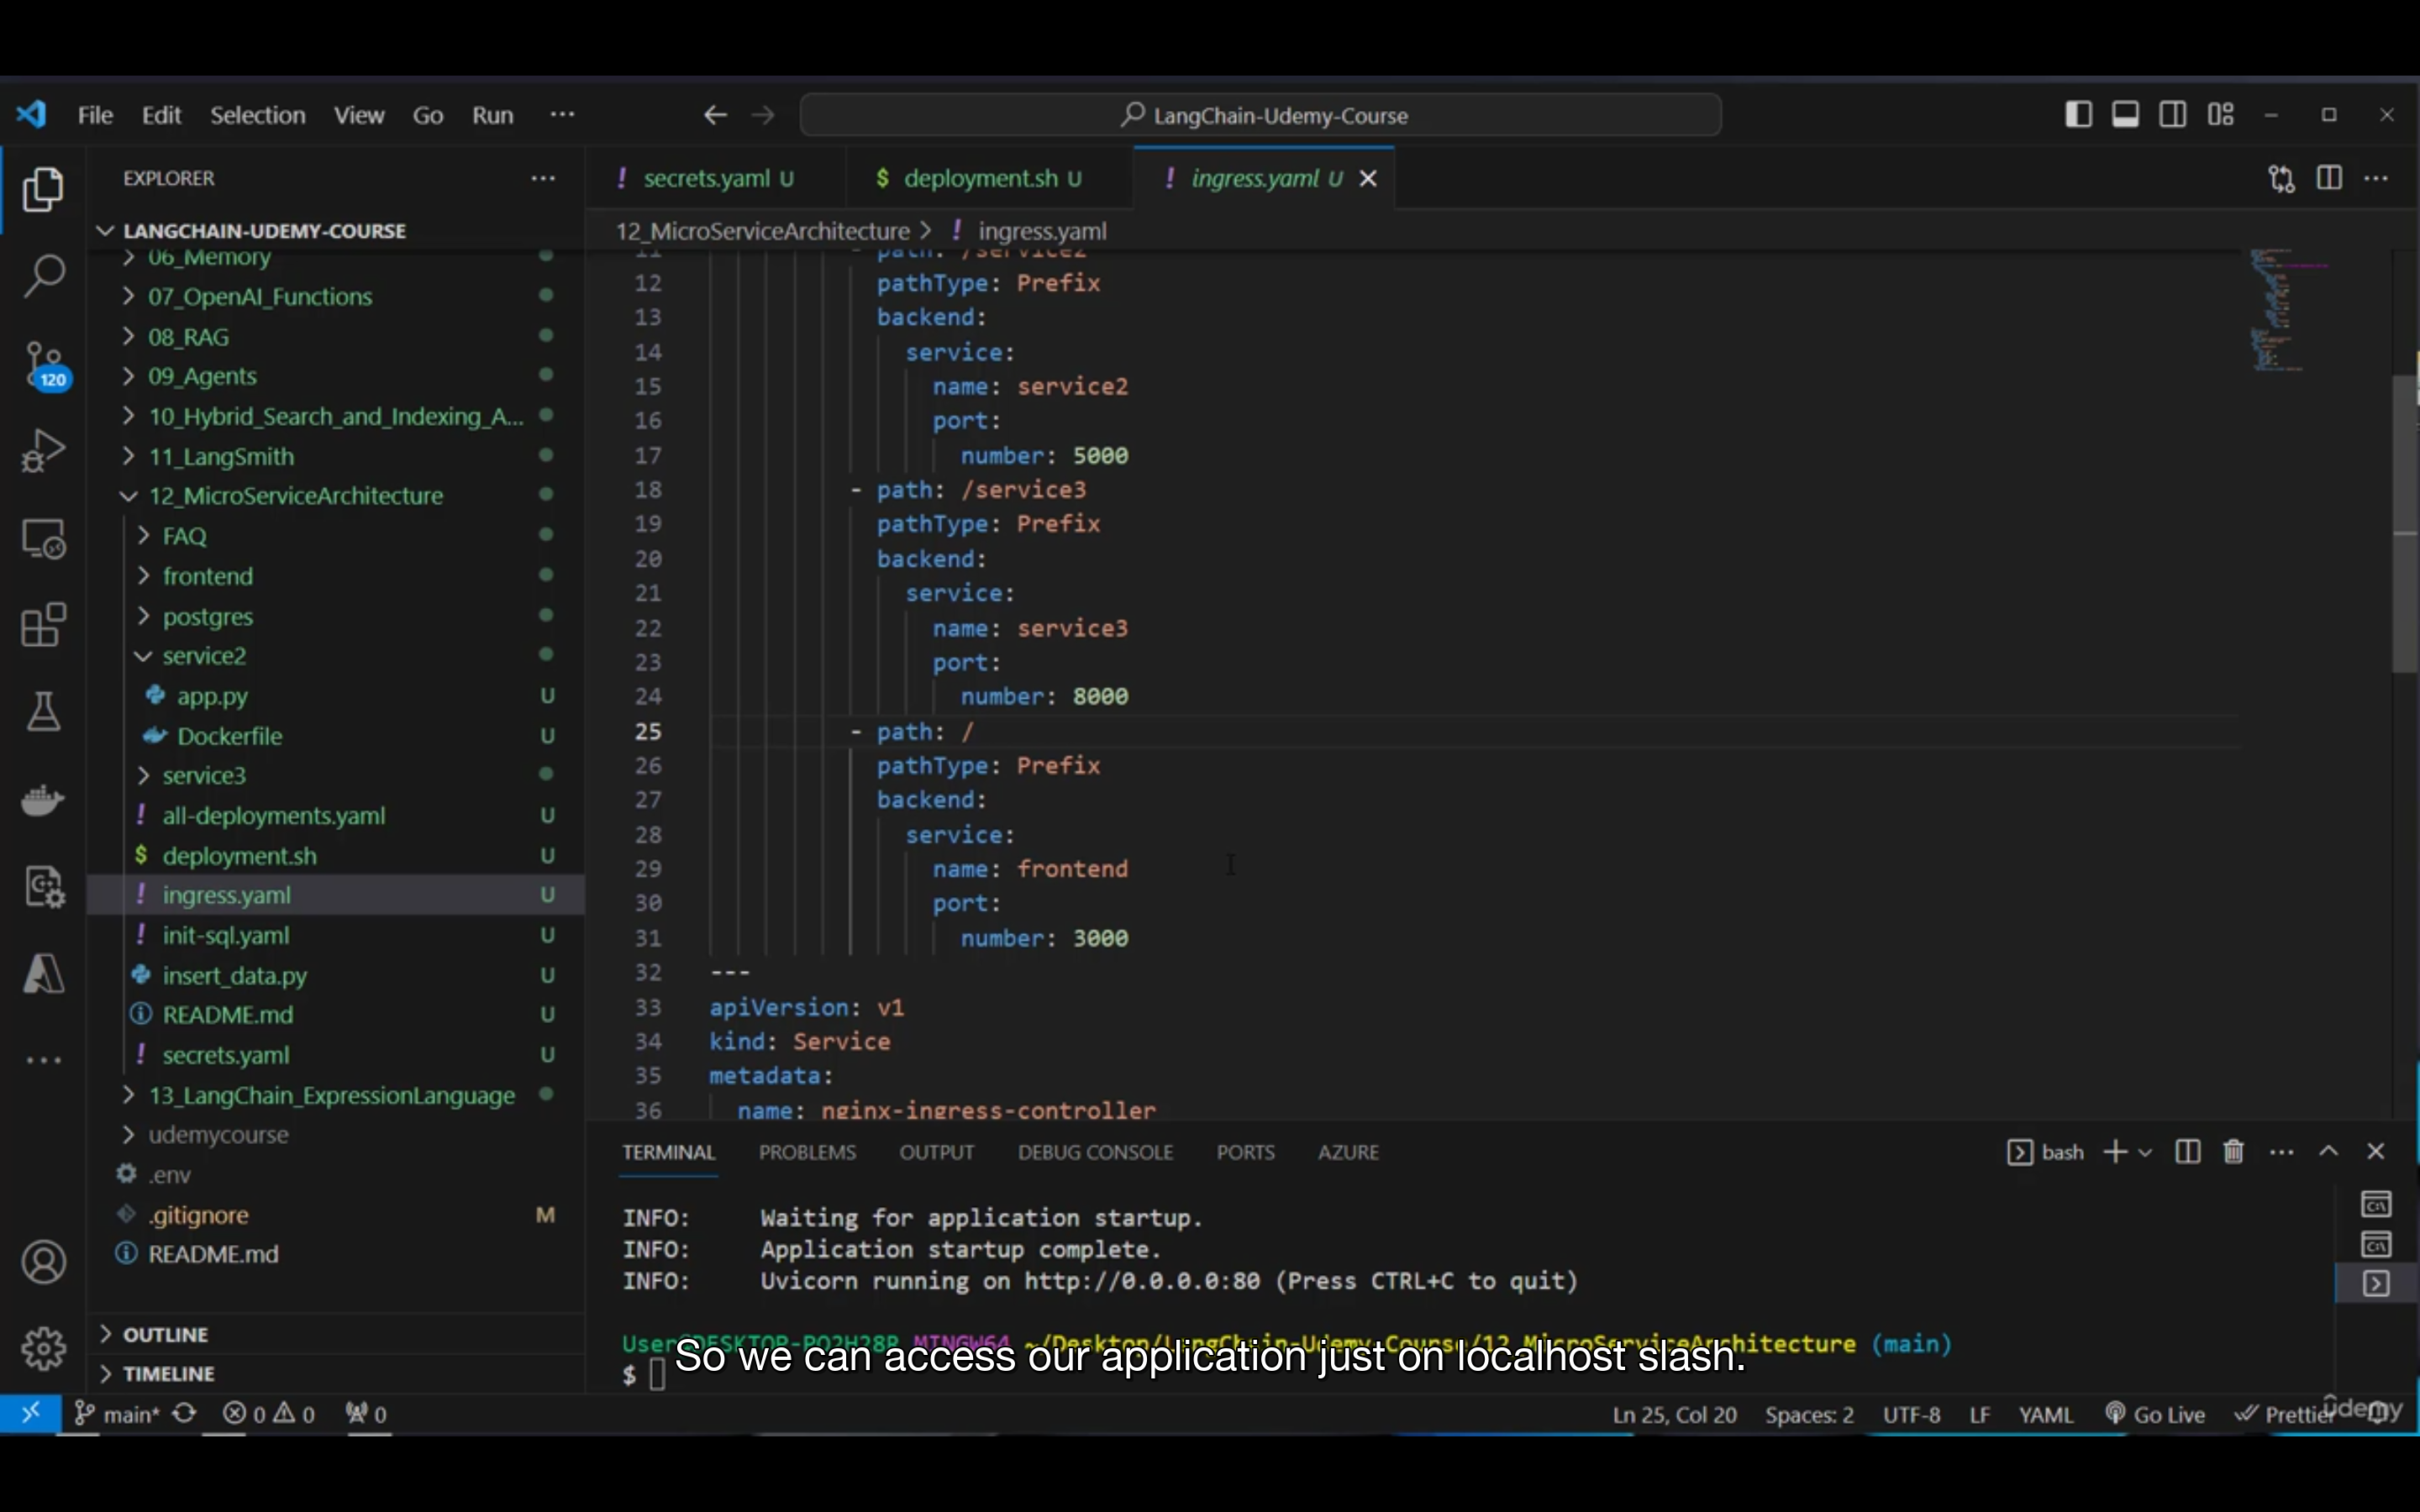 File Edit Selection View Go Run ···
LangChain-Udemy-Course
EXPLORER
LANGCHAIN-UDEMY-COURSE
06_Memory
07_OpenAI_Functions
08_RAG
09_Agents
10_Hybrid_Search_and_Indexing_A...
11_LangSmith
12_MicroServiceArchitecture
FAQ
frontend
postgres
service2
app.py U
Dockerfile U
service3
! all-deployments.yaml U
$ deployment.sh U
! ingress.yaml U
! init-sql.yaml U
insert_data.py U
README.md U
! secrets.yaml U
13_LangChain_ExpressionLanguage
udemycourse
.env
.gitignore M
README.md
OUTLINE
TIMELINE
120
! secrets.yaml U
$ deployment.sh U
! ingress.yaml U
12_MicroServiceArchitecture > ! ingress.yaml
11 - path: /service2
12 pathType: Prefix
13 backend:
14 service:
15 name: service2
16 port:
17 number: 5000
18 - path: /service3
19 pathType: Prefix
20 backend:
21 service:
22 name: service3
23 port:
24 number: 8000
25 - path: /
26 pathType: Prefix
27 backend:
28 service:
29 name: frontend
30 port:
31 number: 3000
32 ---
33 apiVersion: v1
34 kind: Service
35 metadata:
36 name: nginx-ingress-controller
TERMINAL PROBLEMS OUTPUT DEBUG CONSOLE PORTS AZURE
bash
INFO: Waiting for application startup.
INFO: Application startup complete.
INFO: Uvicorn running on http://0.0.0.0:80 (Press CTRL+C to quit)
MINGW64 ~/Desktop/LangChain-Udemy-Course/12_MicroServiceArchitecture (main)
$
So we can access our application just on localhost slash.
main* 0 0 0
Ln 25, Col 20 Spaces: 2 UTF-8 LF YAML Go Live Prettier
udemy